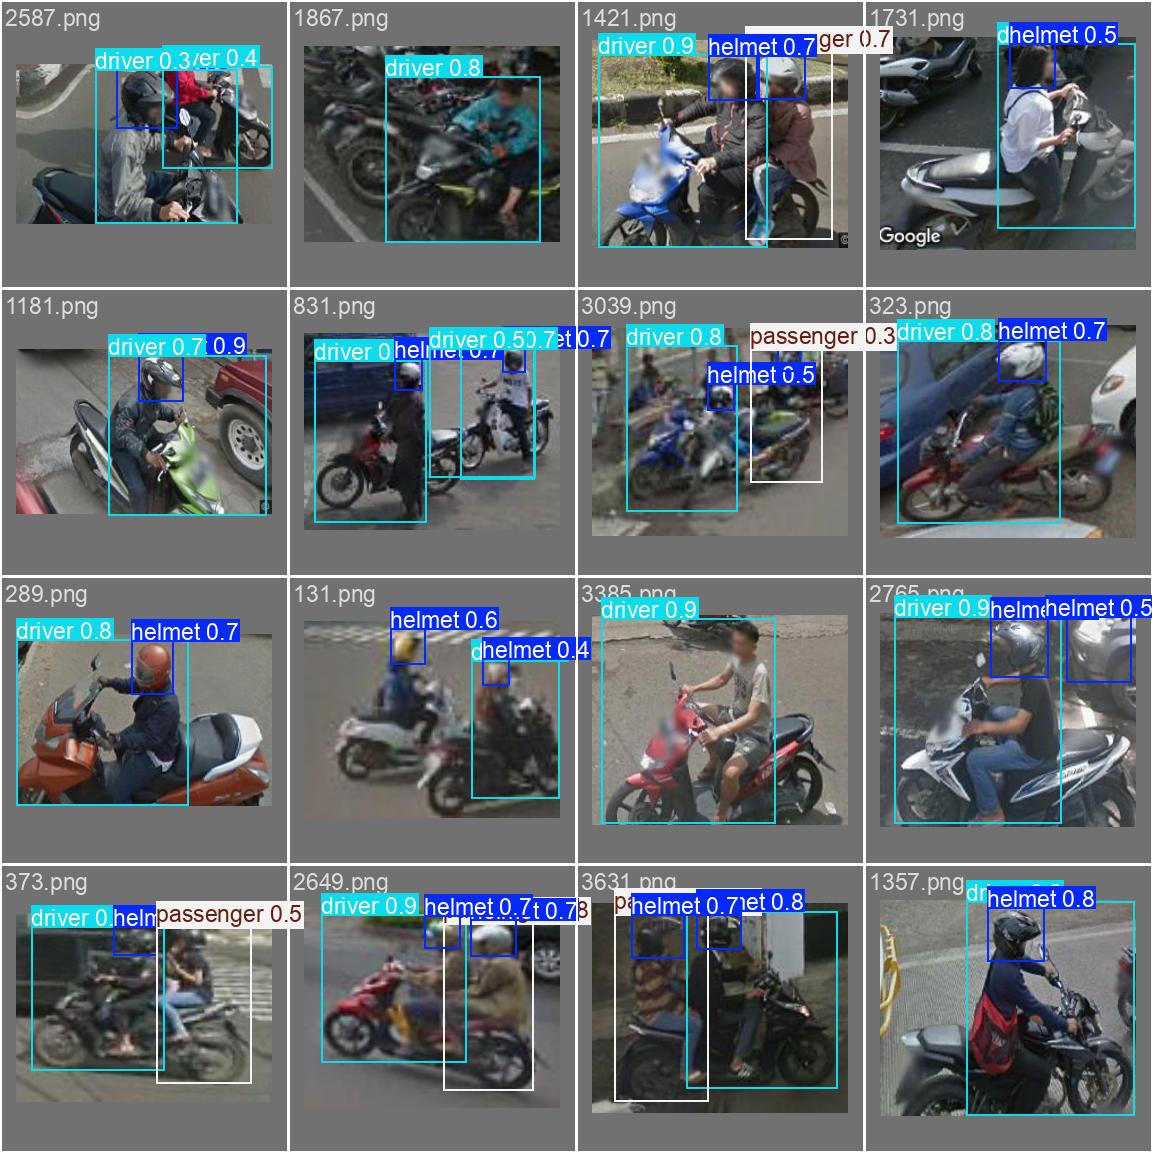 2587.png
driver 0.3
ver 0.4
1867.png
driver 0.8
1421.png
driver 0.9
helmet 0.7
ger 0.7
1731.png
d
helmet 0.5
Google
©
1181.png
driver 0.7
t 0.9
831.png
driver 0
helmet 0.7
driver 0.5
0.7
et 0.7
3039.png
driver 0.8
helmet 0.5
passenger 0.3
323.png
driver 0.8
helmet 0.7
289.png
driver 0.8
helmet 0.7
131.png
helmet 0.6
d
helmet 0.4
3385.png
driver 0.9
2765.png
driver 0.9
helme
helmet 0.5
373.png
driver 0.
helm
passenger 0.5
2649.png
driver 0.9
helmet 0.7
t 0.7
8
3631.png
pa
helmet 0.7
et 0.8
1357.png
helmet 0.8